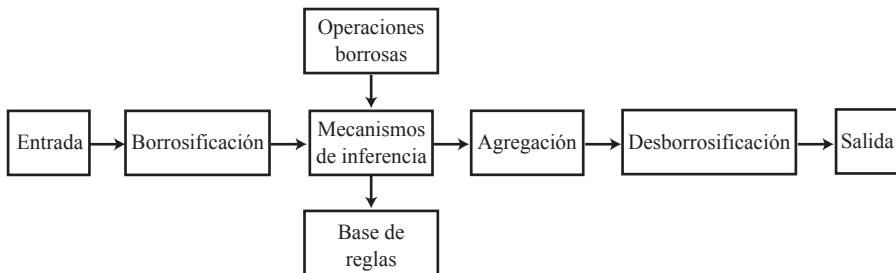 Operaciones
borrosas
Entrada
Borrosificación
Mecanismos
de inferencia
Agregación
Desborrosificación
Salida
Base de
reglas